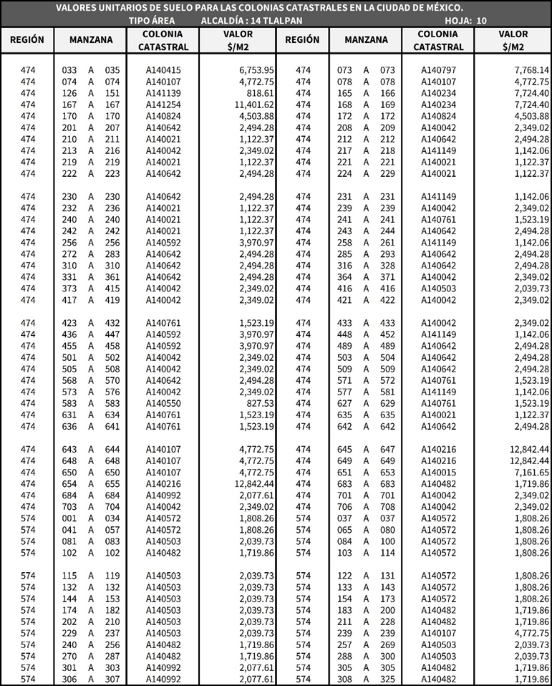 VALORES UNITARIOS DE SUELO PARA LAS COLONIAS CATASTRALES EN LA CIUDAD DE MÉXICO.
TIPO ÁREA ALCALDÍA : 14 TLALPAN HOJA: 10
REGIÓN MANZANA COLONIA CATASTRAL VALOR $/M2 REGIÓN MANZANA COLONIA CATASTRAL VALOR $/M2
474 033 A 035 A140415 6,753.95 474 073 A 073 A140797 7,768.14
474 074 A 074 A140107 4,772.75 474 078 A 078 A140107 4,772.75
474 126 A 151 A141139 818.61 474 165 A 166 A140234 7,724.40
474 167 A 167 A141254 11,401.62 474 168 A 169 A140234 7,724.40
474 170 A 170 A140824 4,503.88 474 172 A 172 A140824 4,503.88
474 201 A 207 A140642 2,494.28 474 208 A 209 A140042 2,349.02
474 210 A 211 A140021 1,122.37 474 212 A 212 A140642 2,494.28
474 213 A 216 A140042 2,349.02 474 217 A 218 A141149 1,142.06
474 219 A 219 A140021 1,122.37 474 221 A 221 A140021 1,122.37
474 222 A 223 A140642 2,494.28 474 224 A 229 A140021 1,122.37
474 230 A 230 A140642 2,494.28 474 231 A 231 A141149 1,142.06
474 232 A 236 A140021 1,122.37 474 239 A 239 A140042 2,349.02
474 240 A 240 A140021 1,122.37 474 241 A 241 A140761 1,523.19
474 242 A 242 A140021 1,122.37 474 243 A 244 A140642 2,494.28
474 256 A 256 A140592 3,970.97 474 258 A 261 A141149 1,142.06
474 272 A 283 A140642 2,494.28 474 285 A 293 A140642 2,494.28
474 310 A 310 A140642 2,494.28 474 316 A 328 A140642 2,494.28
474 331 A 361 A140642 2,494.28 474 364 A 371 A140042 2,349.02
474 373 A 415 A140042 2,349.02 474 416 A 416 A140503 2,039.73
474 417 A 419 A140042 2,349.02 474 421 A 422 A140042 2,349.02
474 423 A 432 A140761 1,523.19 474 433 A 433 A140042 2,349.02
474 436 A 447 A140592 3,970.97 474 448 A 452 A141149 1,142.06
474 455 A 458 A140592 3,970.97 474 489 A 489 A140642 2,494.28
474 501 A 502 A140042 2,349.02 474 503 A 504 A140642 2,494.28
474 505 A 508 A140042 2,349.02 474 509 A 509 A140642 2,494.28
474 568 A 570 A140642 2,494.28 474 571 A 572 A140761 1,523.19
474 573 A 576 A140042 2,349.02 474 577 A 581 A141149 1,142.06
474 583 A 583 A140550 827.53 474 627 A 629 A140761 1,523.19
474 631 A 634 A140761 1,523.19 474 635 A 635 A140021 1,122.37
474 636 A 641 A140761 1,523.19 474 642 A 642 A140642 2,494.28
474 643 A 644 A140107 4,772.75 474 645 A 647 A140216 12,842.44
474 648 A 648 A140107 4,772.75 474 649 A 649 A140216 12,842.44
474 650 A 650 A140107 4,772.75 474 651 A 653 A140015 7,161.65
474 654 A 655 A140216 12,842.44 474 683 A 683 A140482 1,719.86
474 684 A 684 A140992 2,077.61 474 701 A 701 A140042 2,349.02
474 703 A 704 A140042 2,349.02 474 706 A 708 A140042 2,349.02
574 001 A 034 A140572 1,808.26 574 037 A 037 A140572 1,808.26
574 041 A 057 A140572 1,808.26 574 065 A 080 A140572 1,808.26
574 081 A 083 A140503 2,039.73 574 084 A 100 A140572 1,808.26
574 102 A 102 A140482 1,719.86 574 103 A 114 A140572 1,808.26
574 115 A 119 A140503 2,039.73 574 122 A 131 A140572 1,808.26
574 132 A 132 A140503 2,039.73 574 133 A 143 A140572 1,808.26
574 144 A 153 A140503 2,039.73 574 154 A 173 A140572 1,808.26
574 174 A 182 A140503 2,039.73 574 183 A 200 A140482 1,719.86
574 202 A 210 A140503 2,039.73 574 211 A 228 A140482 1,719.86
574 229 A 237 A140503 2,039.73 574 239 A 239 A140107 4,772.75
574 240 A 256 A140482 1,719.86 574 257 A 269 A140503 2,039.73
574 270 A 287 A140482 1,719.86 574 288 A 300 A140503 2,039.73
574 301 A 303 A140992 2,077.61 574 305 A 305 A140482 1,719.86
574 306 A 307 A140992 2,077.61 574 308 A 325 A140482 1,719.86